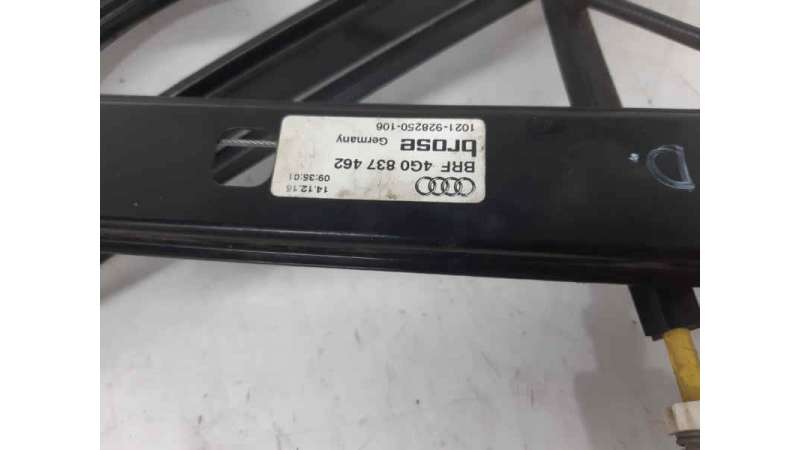 14.12.15
09:35:01
BRF 4G0 837 462
brose Germany
1021-928250-106
D